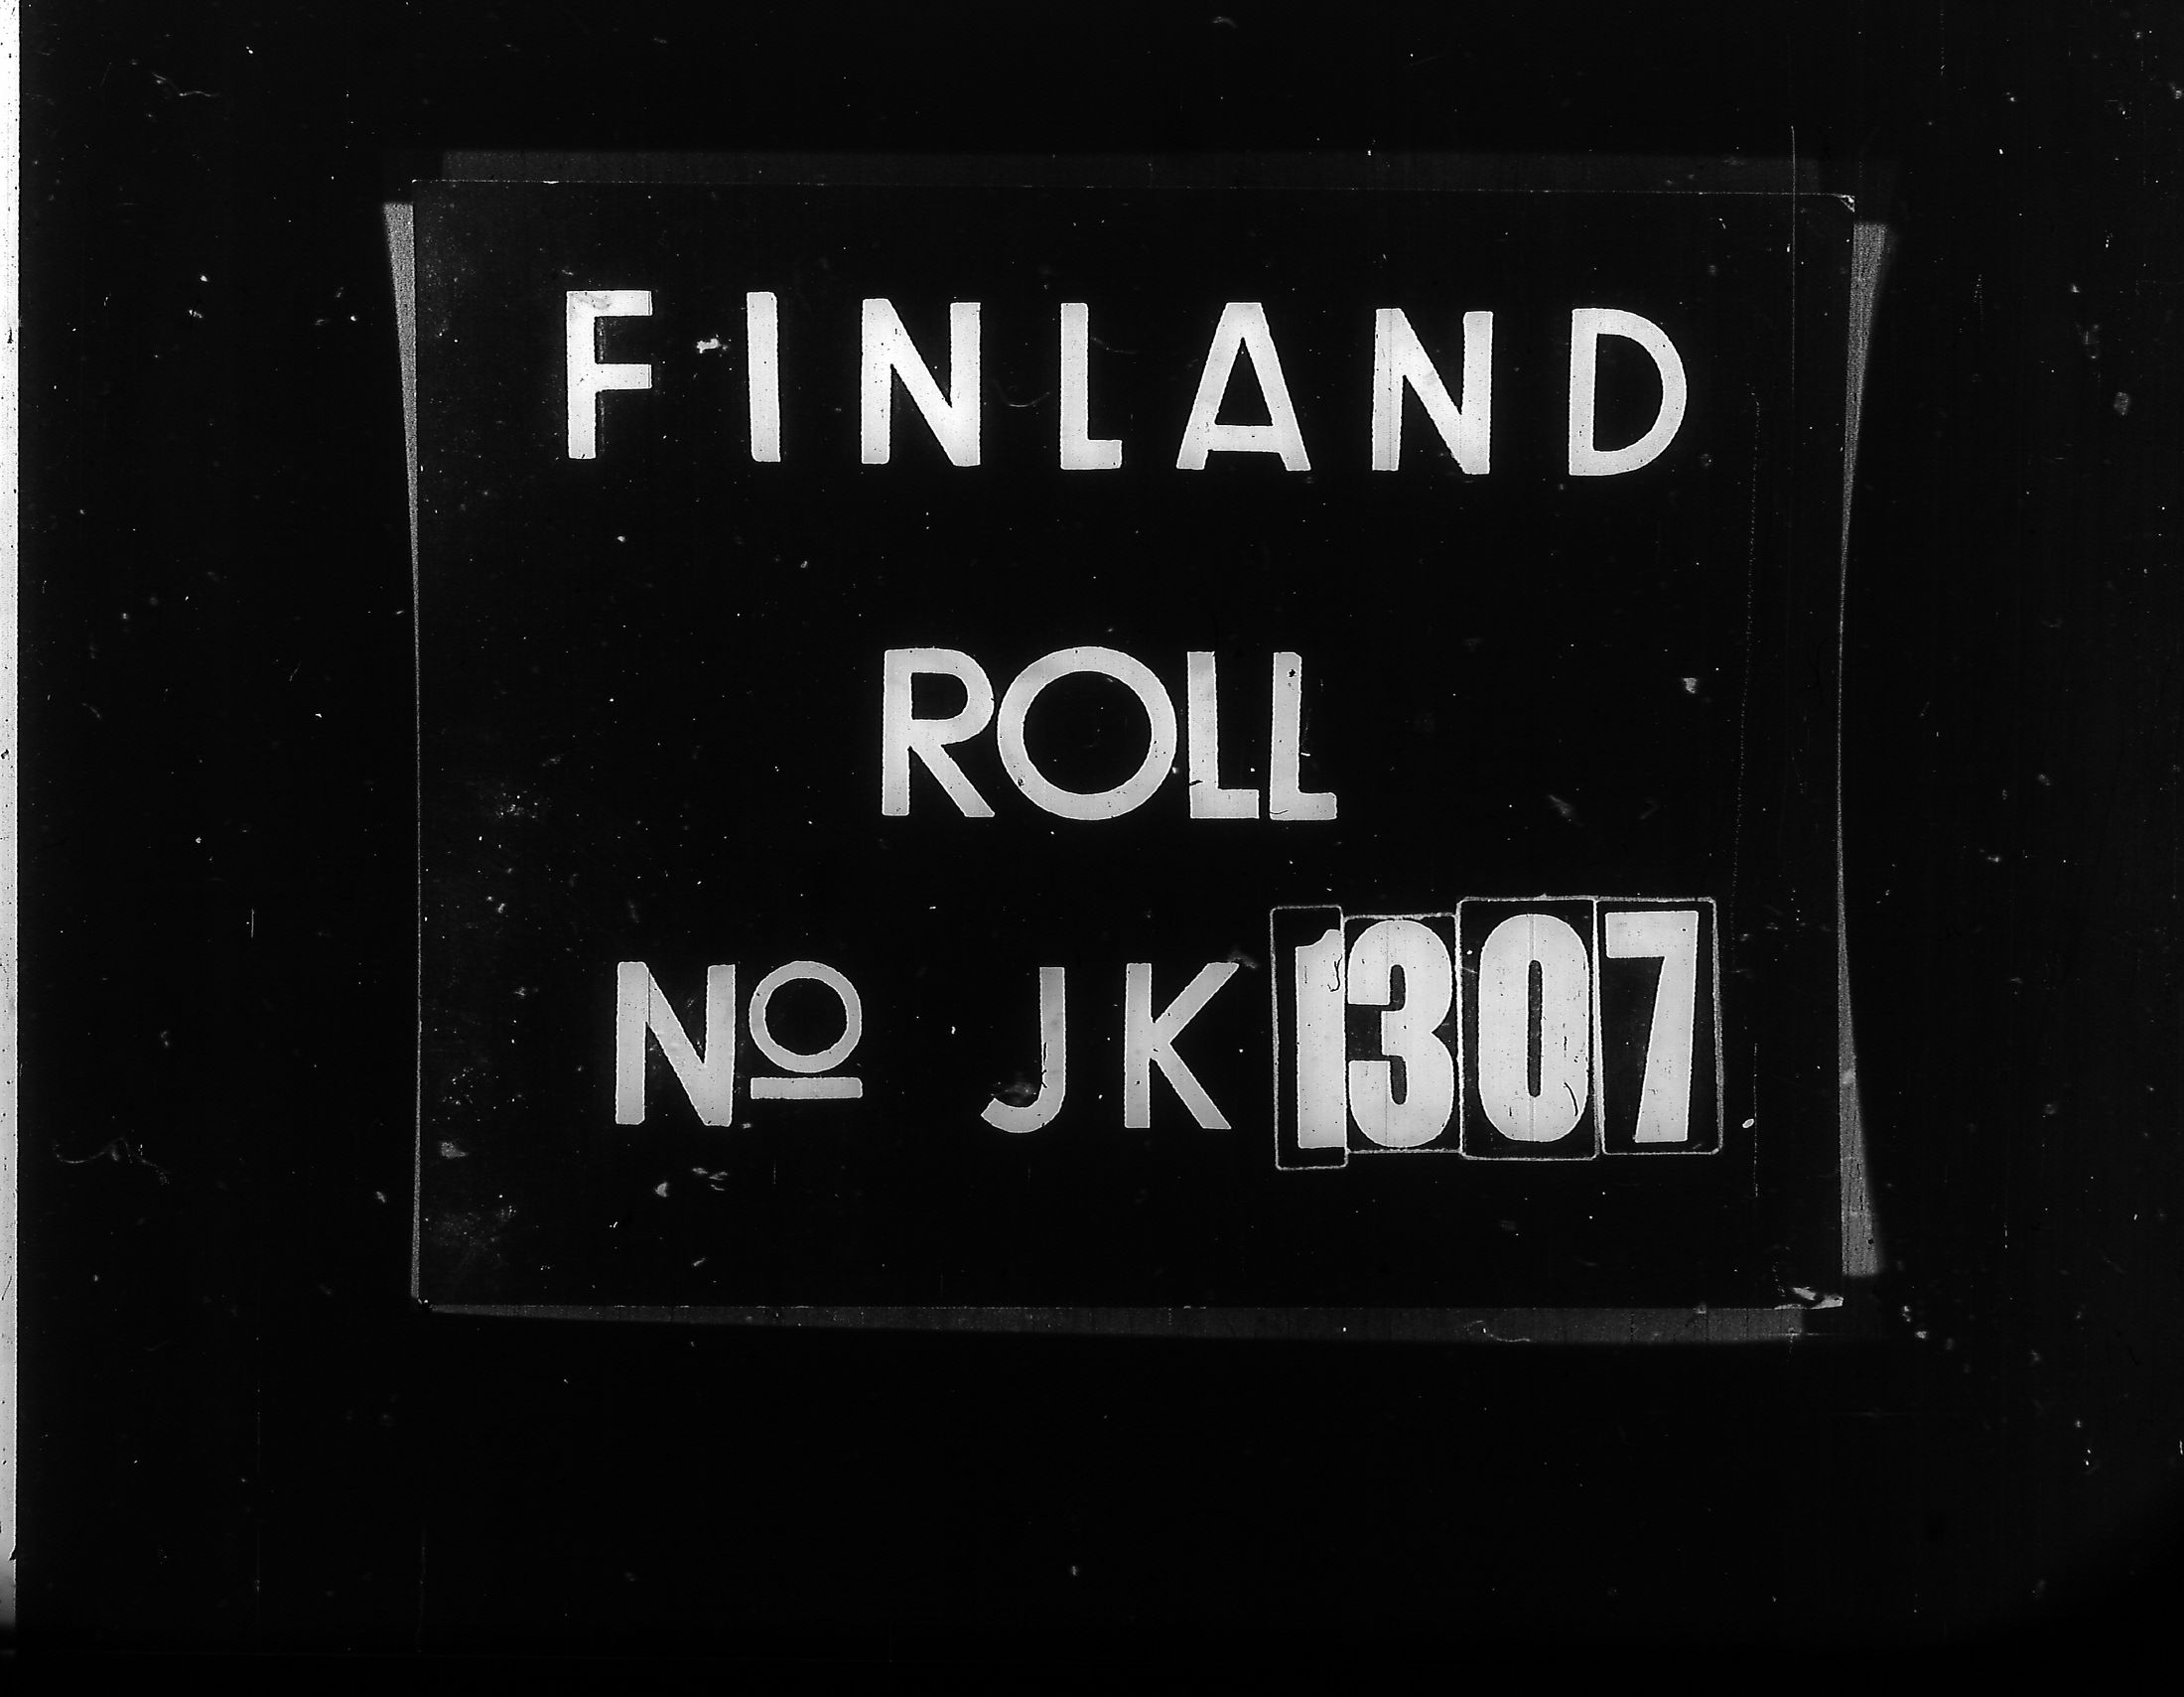 FINLAND
ROLL
Nº JK 1307